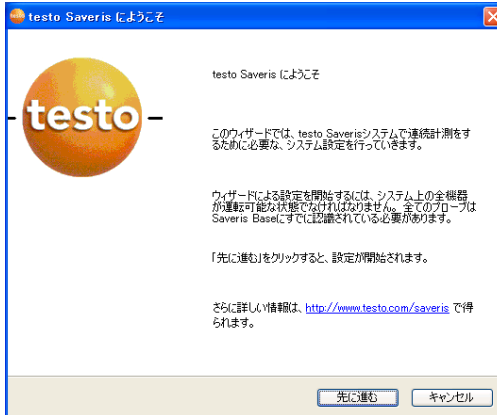 testo Saveris にようこそ
testo Saveris にようこそ
-testo-
このウィザードでは、testo Saverisシステムで連続計測をす
るために必要な、システム設定を行っていきます。
ウィザードによる設定を開始するには、システム上の全機器
が運転可能な状態でなければなりません。全てのプローブは
Saveris Baseにすでに認識されている必要があります。
「先に進む」をクリックすると、設定が開始されます。
さらに詳しい情報は、http://www.testo.com/saveris で得
られます。
先に進む
キャンセル